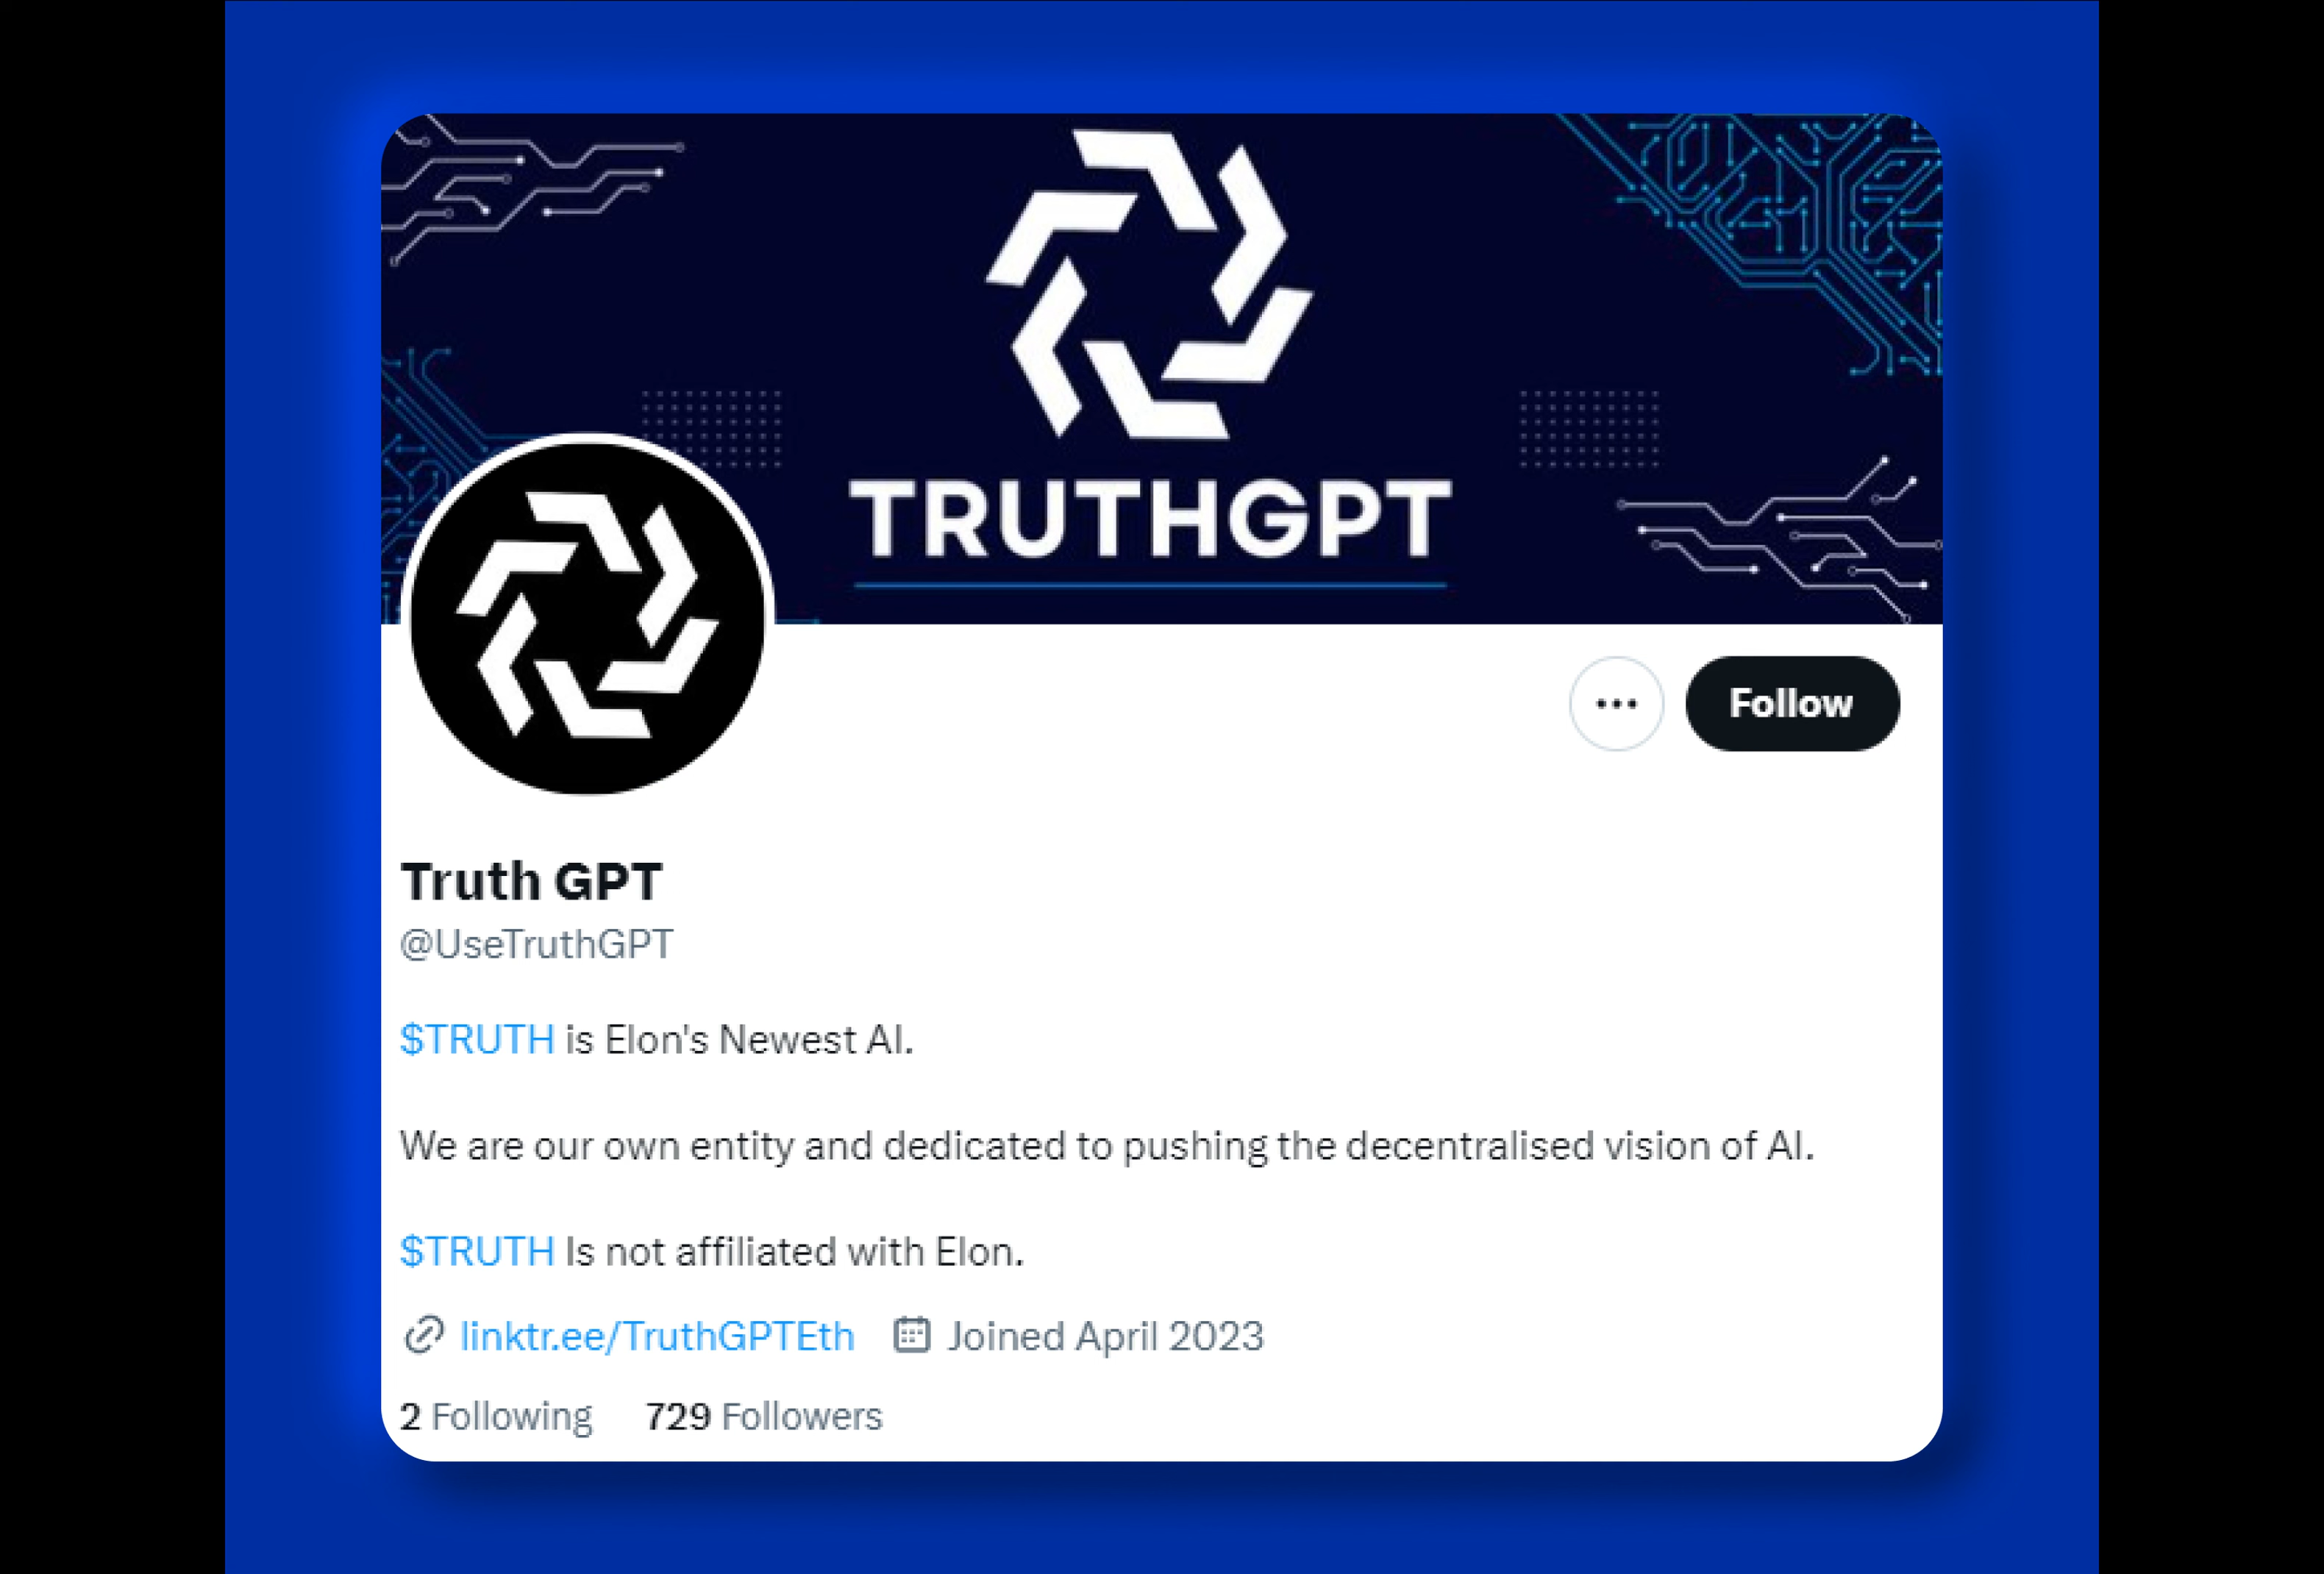 TRUTHGPT
Follow
Truth GPT
@UseTruthGPT
$TRUTH is Elon's Newest AI.
We are our own entity and dedicated to pushing the decentralised vision of AI.
$TRUTH Is not affiliated with Elon.
linktr.ee/TruthGPTEth Joined April 2023
2 Following 729 Followers